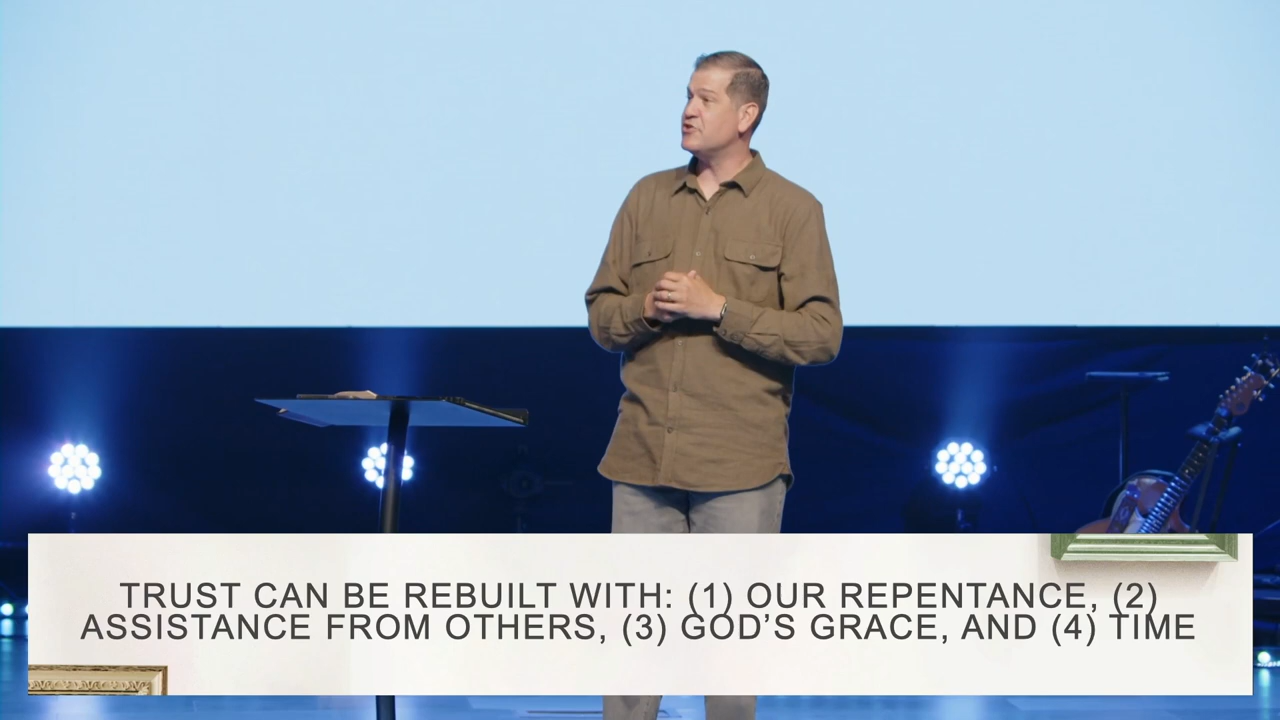 TRUST CAN BE REBUILT WITH: (1) OUR REPENTANCE, (2)
ASSISTANCE FROM OTHERS, (3) GOD’S GRACE, AND (4) TIME